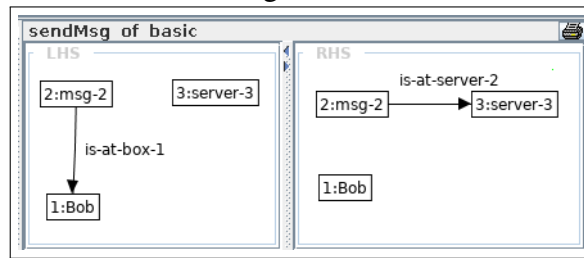 sendMsg of basic
LHS
2:msg-2
3:server-3
is-at-box-1
1:Bob
RHS
is-at-server-2
2:msg-2
3:server-3
1:Bob